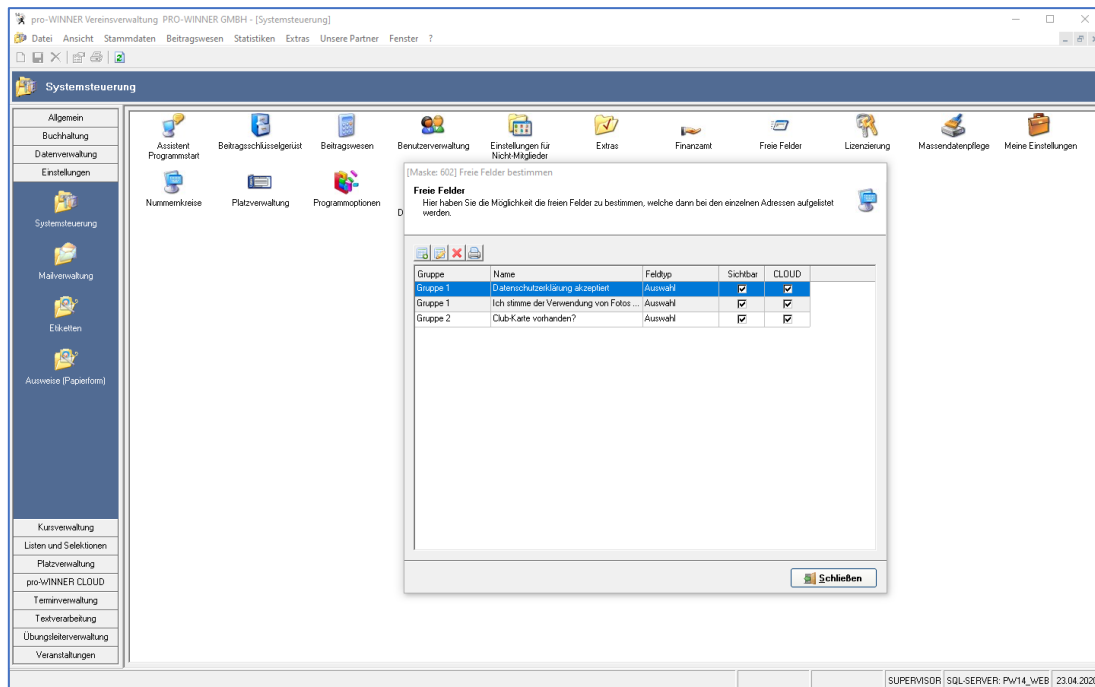 pro-WINNER Vereinsverwaltung PRO-WINNER GMBH - [Systemsteuerung]
Datei Ansicht Stammdaten Beitragswesen Statistiken Extras Unsere Partner Fenster ?
Systemsteuerung
Allgemein
Buchhaltung
Datenverwaltung
Einstellungen
Systemsteuerung
Mailverwaltung
Etiketten
Ausweise (Papierform)
Kursverwaltung
Listen und Selektionen
Platzverwaltung
pro-WINNER CLOUD
Terminverwaltung
Textverarbeitung
Übungsleiterverwaltung
Veranstaltungen
Assistent Programmstart
Beitragsschlüsselgerüst
Beitragswesen
Benutzerverwaltung
Einstellungen für Nicht-Mitglieder
Extras
Finanzamt
Freie Felder
Lizenzierung
Massendatenpflege
Meine Einstellungen
Nummernkreise
Platzverwaltung
Programmoptionen
D
[Maske: 602] Freie Felder bestimmen
Freie Felder
Hier haben Sie die Möglichkeit die freien Felder zu bestimmen, welche dann bei den einzelnen Adressen aufgelistet
werden.
Gruppe Name Feldtyp Sichtbar CLOUD
Gruppe 1 Datenschutzerklärung akzeptiert Auswahl
Gruppe 1 Ich stimme der Verwendung von Fotos ... Auswahl
Gruppe 2 Club-Karte vorhanden? Auswahl
Schließen
SUPERVISOR SQL-SERVER: PW14_WEB 23.04.2020